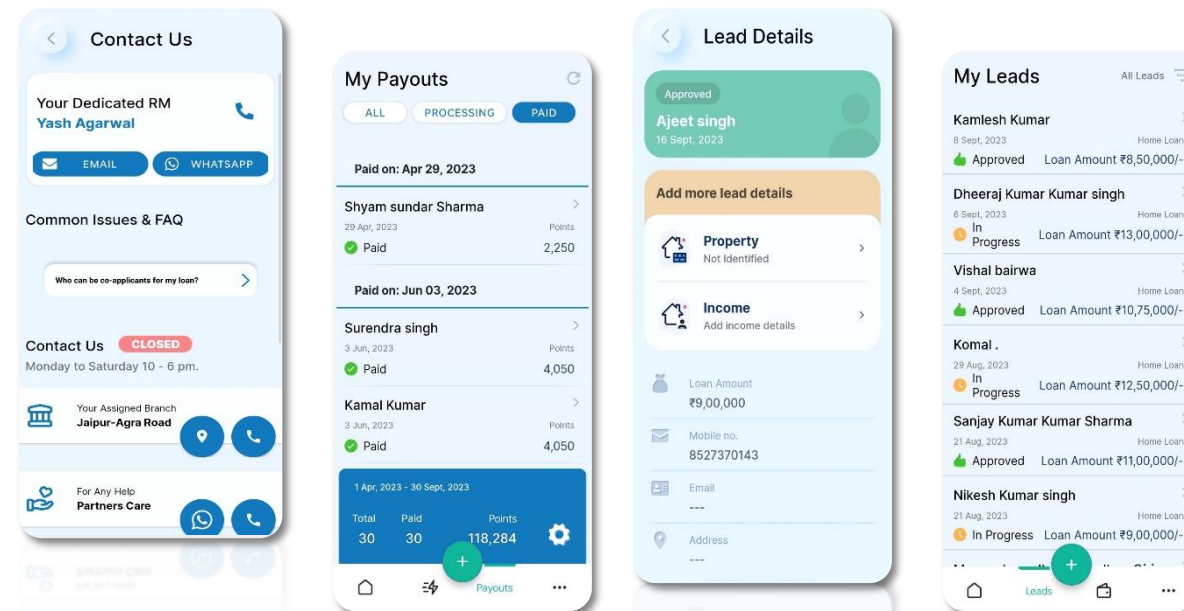 Contact Us
Your Dedicated RM
Yash Agarwal
EMAIL
WHATSAPP
Common Issues & FAQ
Who can be co-applicants for my loan?
Contact Us CLOSED
Monday to Saturday 10 - 6 pm.
Your Assigned Branch
Jaipur-Agra Road
For Any Help
Partners Care
My Payouts
ALL PROCESSING PAID
Paid on: Apr 29, 2023
Shyam sundar Sharma
29 Apr, 2023 Points
Paid 2,250
Paid on: Jun 03, 2023
Surendra singh
3 Jun, 2023 Points
Paid 4,050
Kamal Kumar
3 Jun, 2023 Points
Paid 4,050
1 Apr, 2023 - 30 Sept, 2023
Total Paid Points
30 30 118,284
+
Payouts
Lead Details
Approved
Ajeet singh
16 Sept, 2023
Add more lead details
Property
Not Identified
Income
Add income details
Loan Amount
₹9,00,000
Mobile no.
8527370143
Email
---
Address
---
My Leads All Leads
Kamlesh Kumar
8 Sept, 2023 Home Loan
Approved Loan Amount ₹8,50,000/-
Dheeraj Kumar Kumar singh
6 Sept, 2023 Home Loan
In
Progress Loan Amount ₹13,00,000/-
Vishal bairwa
4 Sept, 2023 Home Loan
Approved Loan Amount ₹10,75,000/-
Komal .
29 Aug, 2023 Home Loan
In
Progress Loan Amount ₹12,50,000/-
Sanjay Kumar Kumar Sharma
21 Aug, 2023 Home Loan
Approved Loan Amount ₹11,00,000/-
Nikesh Kumar singh
21 Aug, 2023 Home Loan
In Progress Loan Amount ₹9,00,000/-
+
Leads